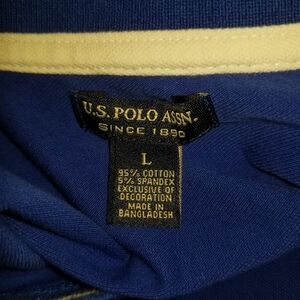 U.S. POLO ASSN.
SINCE 1890
L
95% COTTON
5% SPANDEX
EXCLUSIVE OF
DECORATION
MADE IN
BANGLADESH